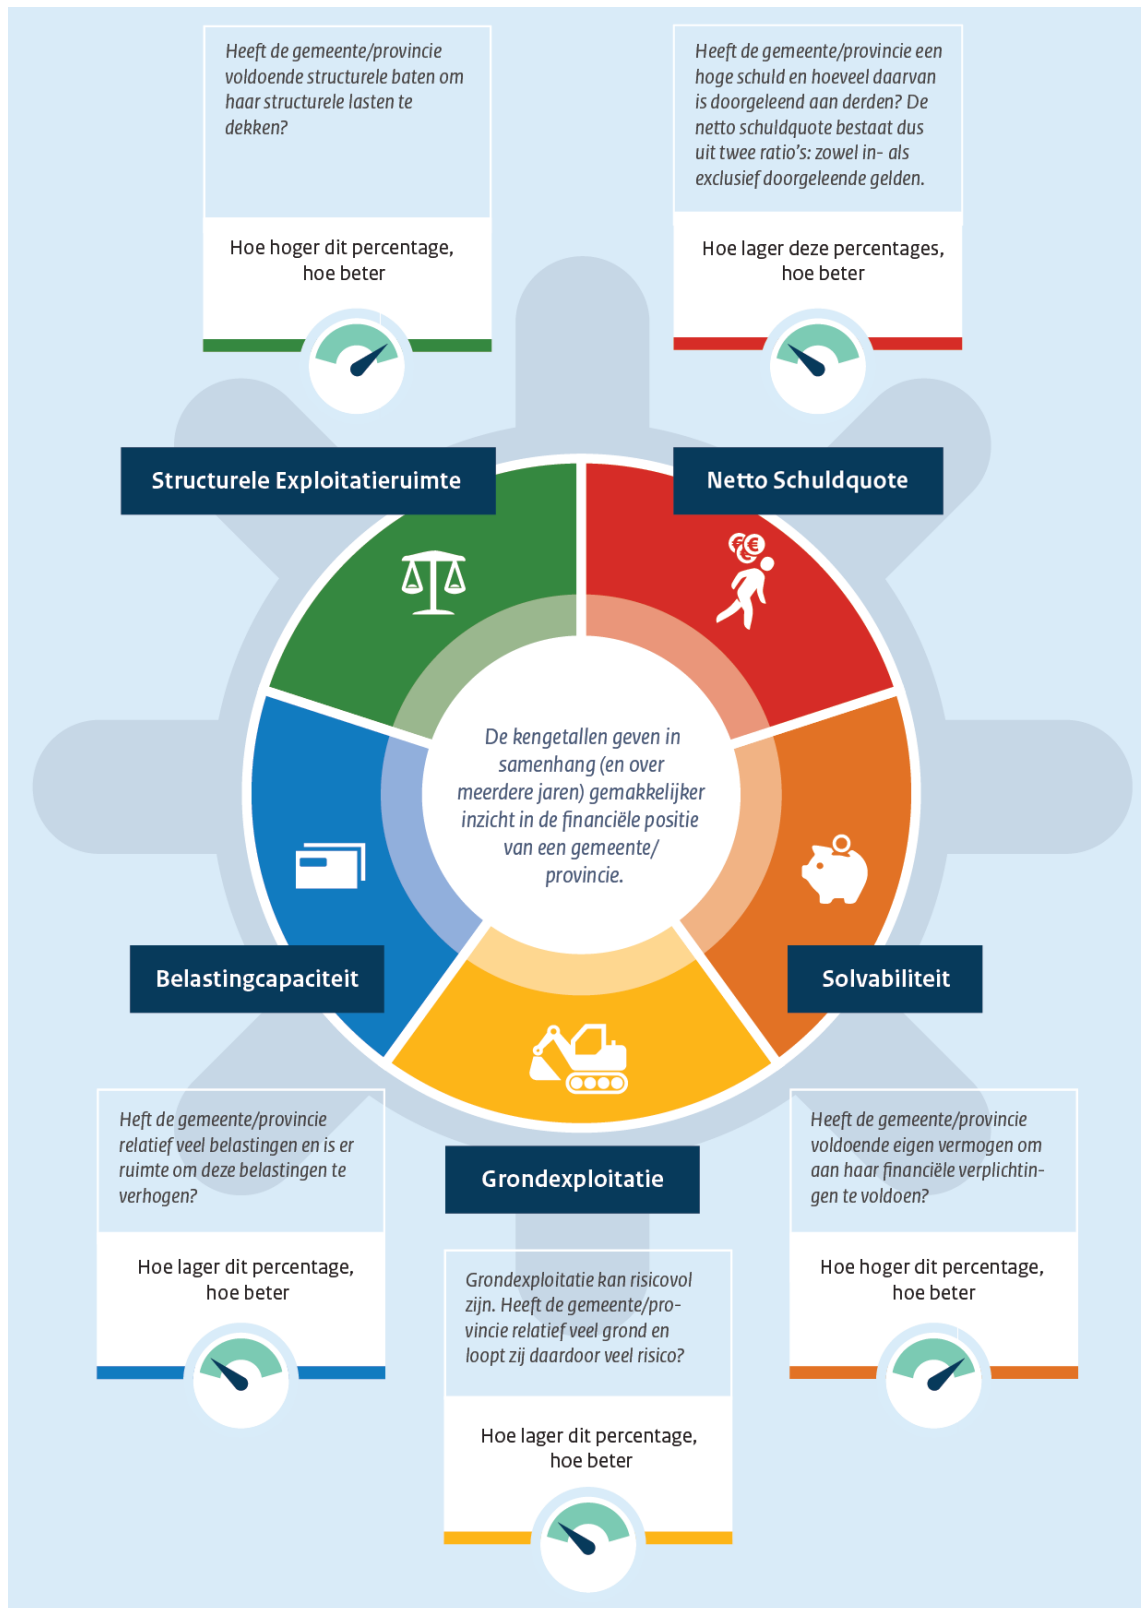 Heeft de gemeente/provincie
voldoende structurele baten om
haar structurele lasten te
dekken?
Hoe hoger dit percentage,
hoe beter
Heeft de gemeente/provincie een
hoge schuld en hoeveel daarvan
is doorgeleend aan derden? De
netto schuldquote bestaat dus
uit twee ratio's: zowel in- als
exclusief doorgeleende gelden.
Hoe lager deze percentages,
hoe beter
Structurele Exploitatieruimte
Netto Schuldquote
De kengetallen geven in
samenhang (en over
meerdere jaren) gemakkelijker
inzicht in de financiële positie
van een gemeente/
provincie.
Belastingcapaciteit
Solvabiliteit
Heft de gemeente/provincie
relatief veel belastingen en is er
ruimte om deze belastingen te
verhogen?
Hoe lager dit percentage,
hoe beter
Grondexploitatie
Grondexploitatie kan risicovol
zijn. Heeft de gemeente/pro-
vincie relatief veel grond en
loopt zij daardoor veel risico?
Hoe lager dit percentage,
hoe beter
Heeft de gemeente/provincie
voldoende eigen vermogen om
aan haar financiële verplichtin-
gen te voldoen?
Hoe hoger dit percentage,
hoe beter